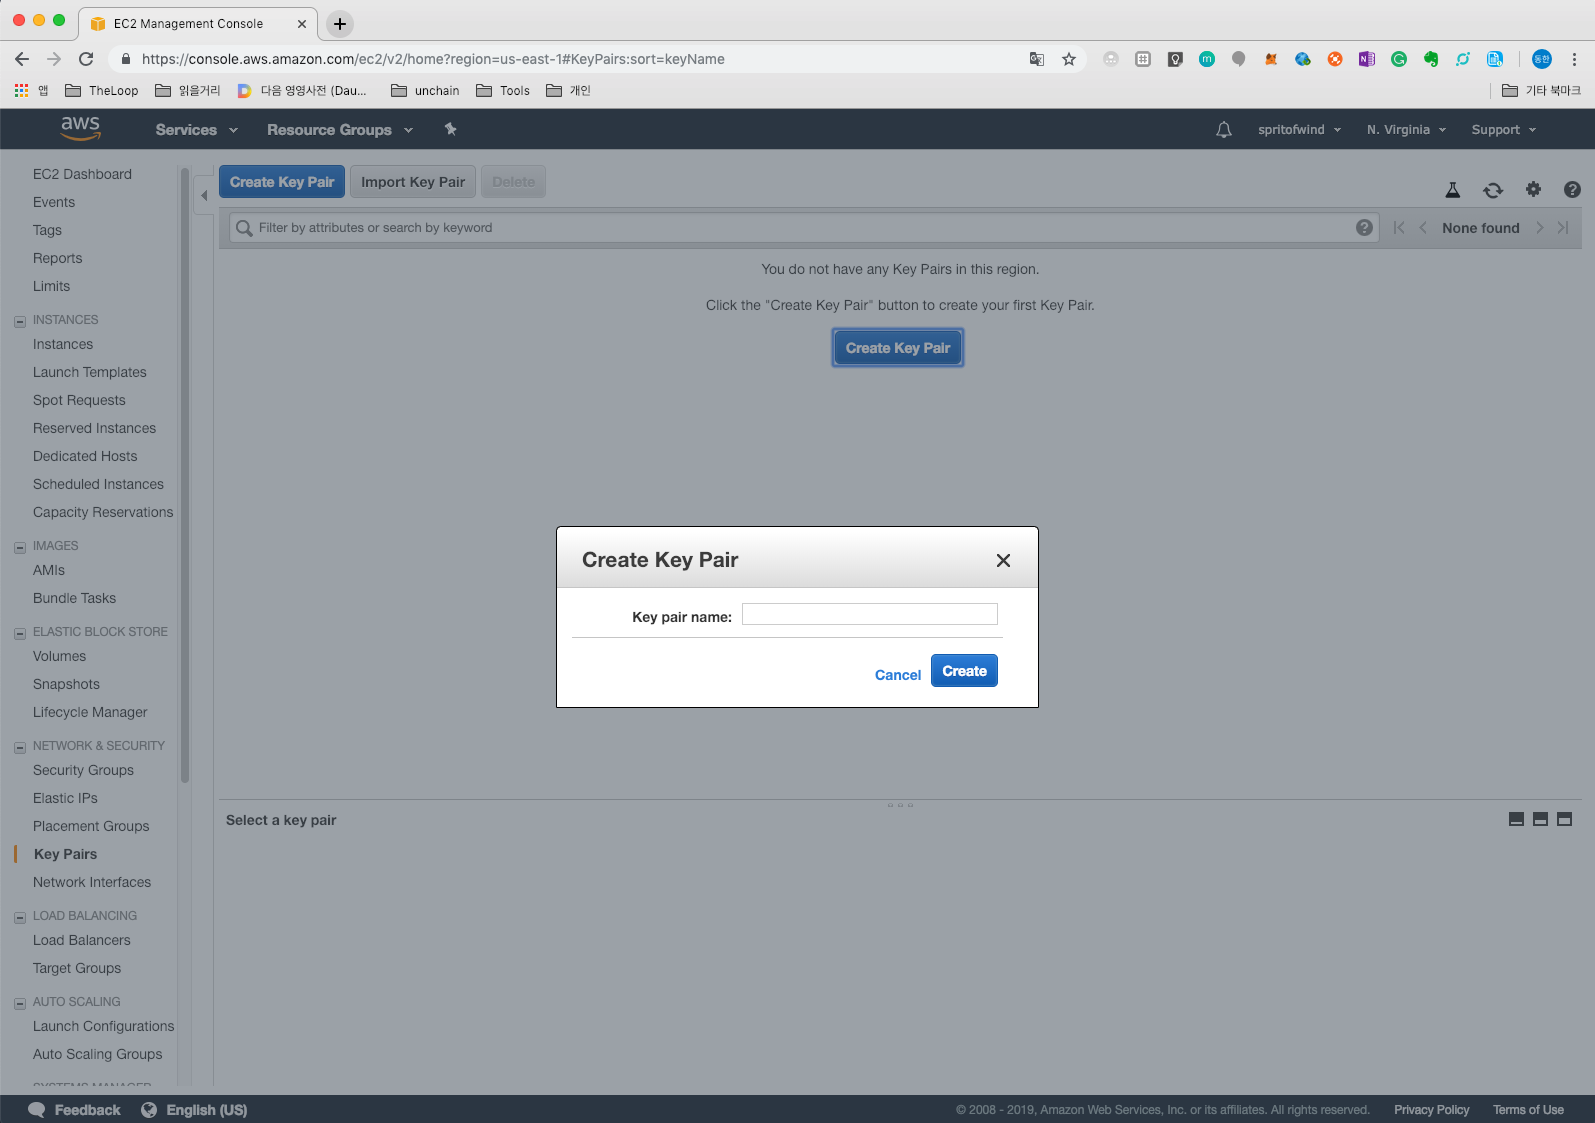 EC2 Management Console
https://console.aws.amazon.com/ec2/v2/home?region=us-east-1#KeyPairs:sort=keyName
동한
앱 TheLoop 읽을거리 다음 영영사전 (Dau... unchain Tools 개인 기타 북마크
aws Services Resource Groups spritofwind N. Virginia Support
EC2 Dashboard
Events
Tags
Reports
Limits
INSTANCES
Instances
Launch Templates
Spot Requests
Reserved Instances
Dedicated Hosts
Scheduled Instances
Capacity Reservations
IMAGES
AMIs
Bundle Tasks
ELASTIC BLOCK STORE
Volumes
Snapshots
Lifecycle Manager
NETWORK & SECURITY
Security Groups
Elastic IPs
Placement Groups
Key Pairs
Network Interfaces
LOAD BALANCING
Load Balancers
Target Groups
AUTO SCALING
Launch Configurations
Auto Scaling Groups
SYSTEMS MANAGER
Create Key Pair Import Key Pair Delete
Filter by attributes or search by keyword
None found
You do not have any Key Pairs in this region.
Click the "Create Key Pair" button to create your first Key Pair.
Create Key Pair
Create Key Pair
Key pair name:
Cancel Create
Select a key pair
Feedback English (US) © 2008 - 2019, Amazon Web Services, Inc. or its affiliates. All rights reserved. Privacy Policy Terms of Use